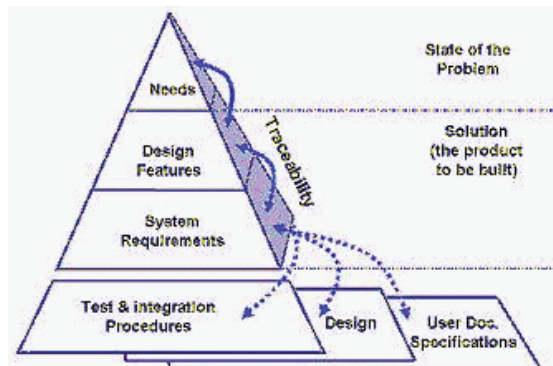 State of the
Problem
Needs
Traceability
Solution
(the product
to be built)
Design
Features
System
Requirements
Test & integration
Procedures
Design
User Doc.
Specifications